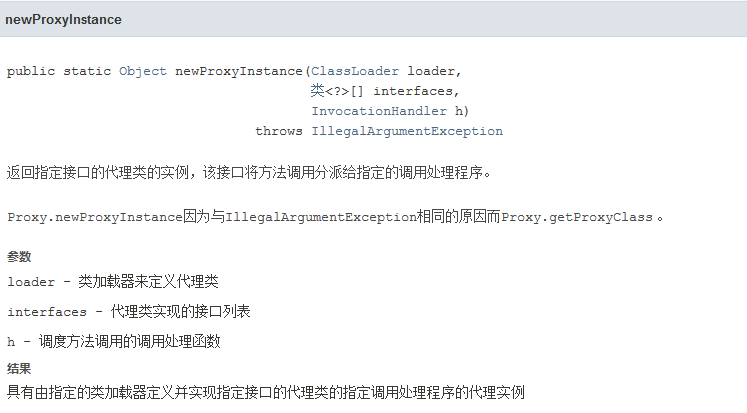 newProxyInstance
public static Object newProxyInstance(ClassLoader loader,
类<?>[] interfaces,
InvocationHandler h)
throws IllegalArgumentException
返回指定接口的代理类的实例，该接口将方法调用分派给指定的调用处理程序。
Proxy.newProxyInstance因为与IllegalArgumentException相同的原因而Proxy.getProxyClass 。
参数
loader - 类加载器来定义代理类
interfaces - 代理类实现的接口列表
h - 调度方法调用的调用处理函数
结果
具有由指定的类加载器定义并实现指定接口的代理类的指定调用处理程序的代理实例